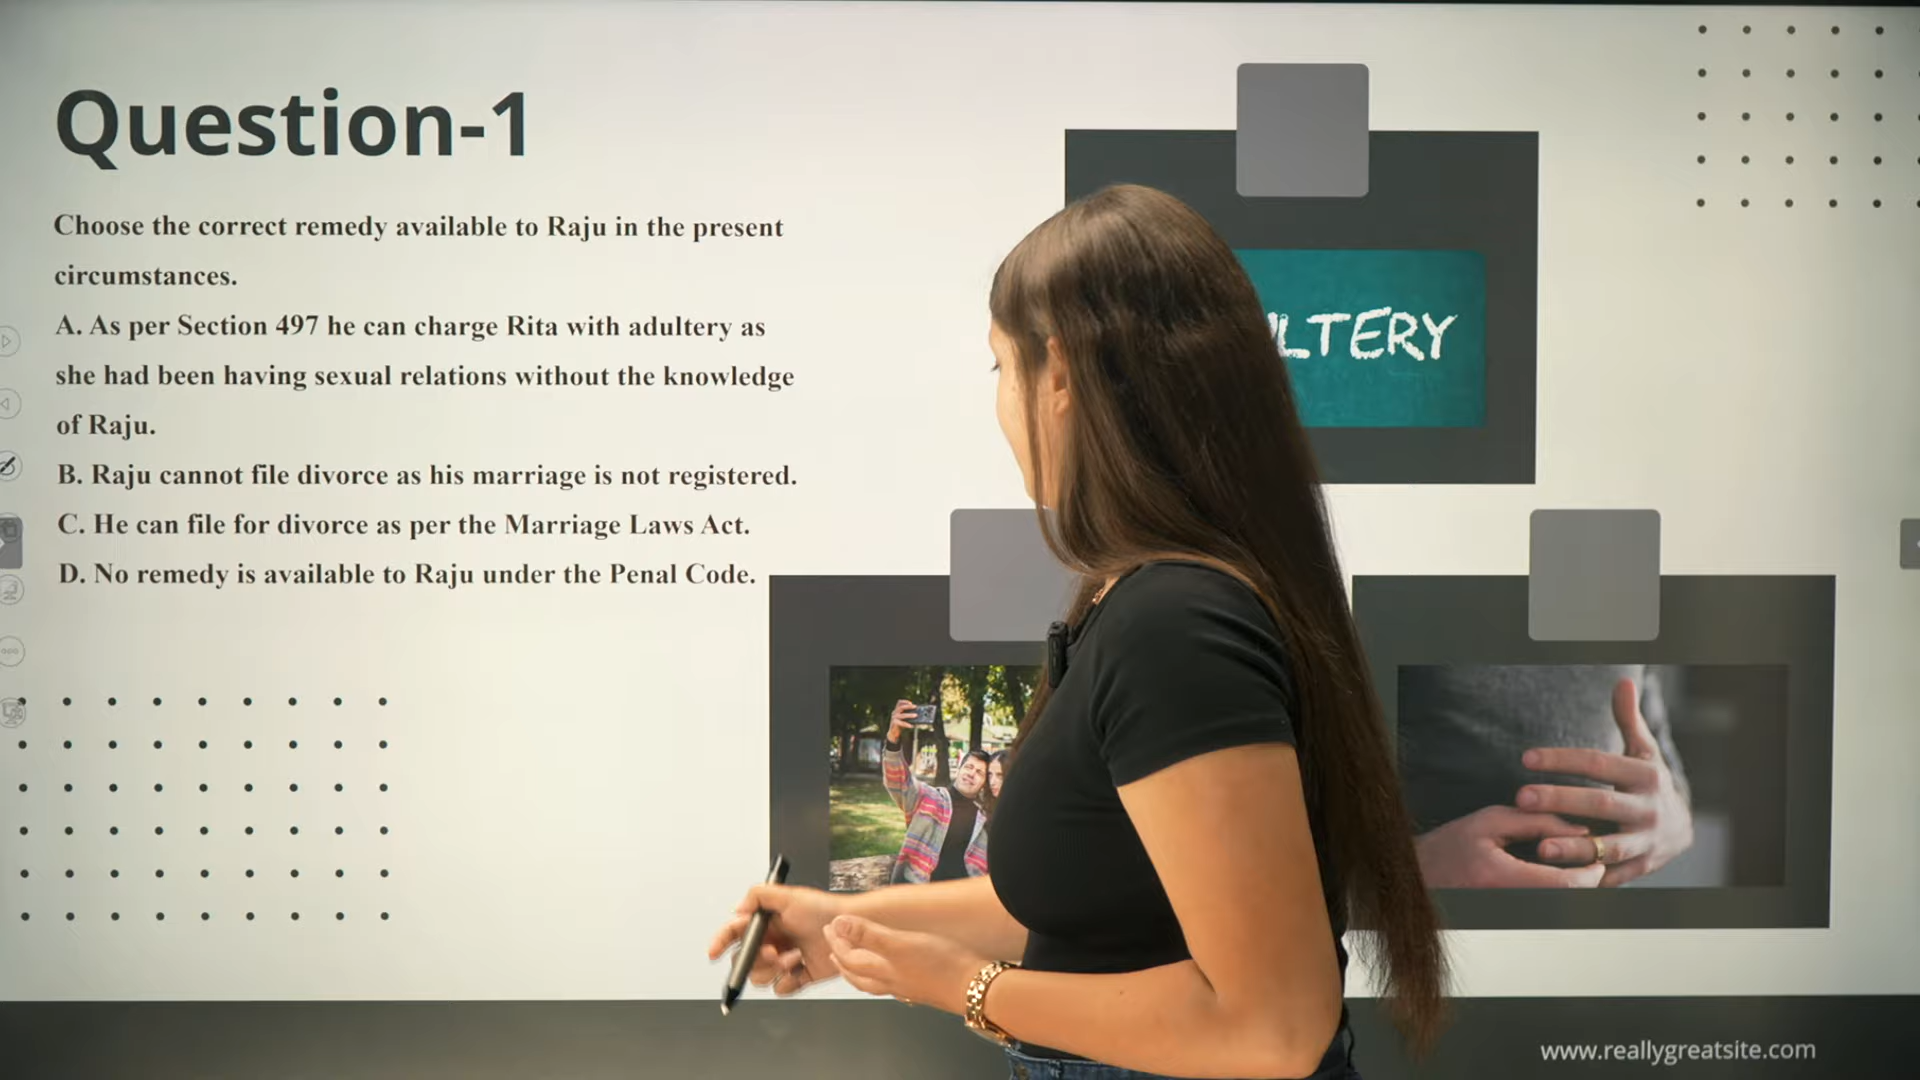 Question-1
Choose the correct remedy available to Raju in the present
circumstances.
A. As per Section 497 he can charge Rita with adultery as
she had been having sexual relations without the knowledge
of Raju.
B. Raju cannot file divorce as his marriage is not registered.
C. He can file for divorce as per the Marriage Laws Act.
D. No remedy is available to Raju under the Penal Code.
LTERY
www.reallygreatsite.com